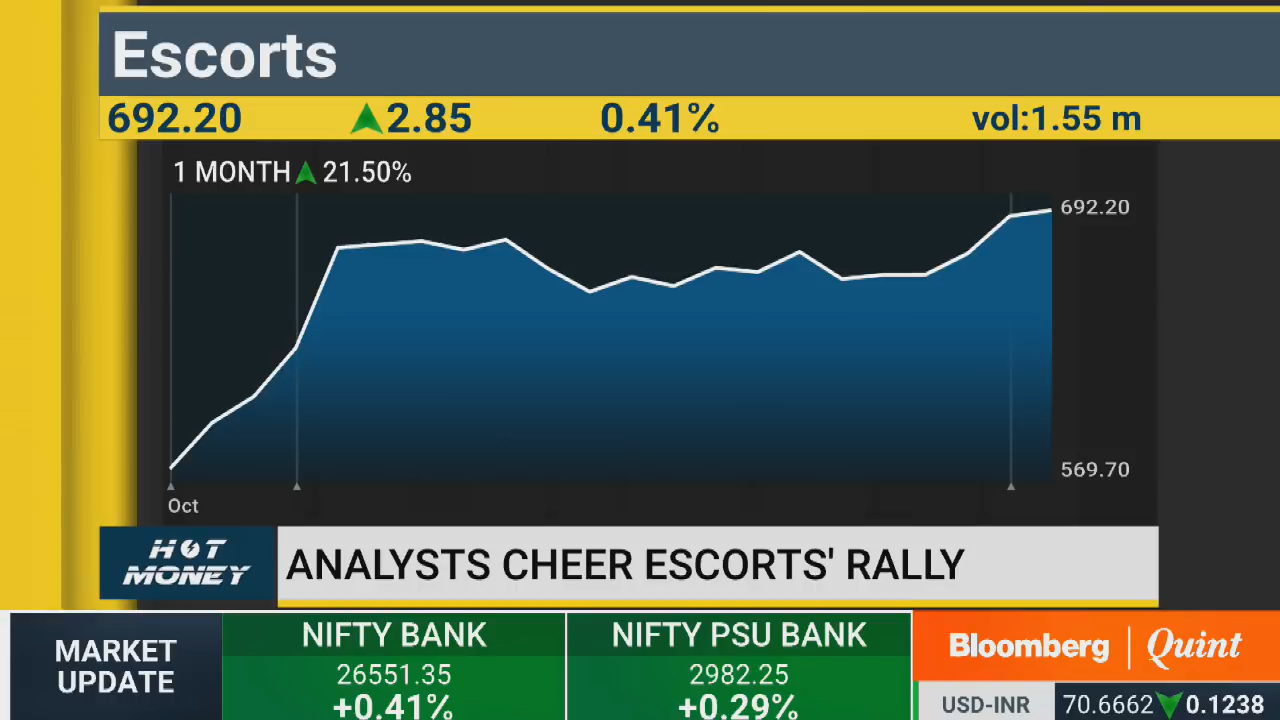 Escorts
692.20 ▲2.85 0.41% vol:1.55 m
1 MONTH▲21.50%
692.20
569.70
Oct
HOT
MONEY
ANALYSTS CHEER ESCORTS' RALLY
MARKET
UPDATE
NIFTY BANK
26551.35
+0.41%
NIFTY PSU BANK
2982.25
+0.29%
Bloomberg | Quint
USD-INR 70.6662▼0.1238